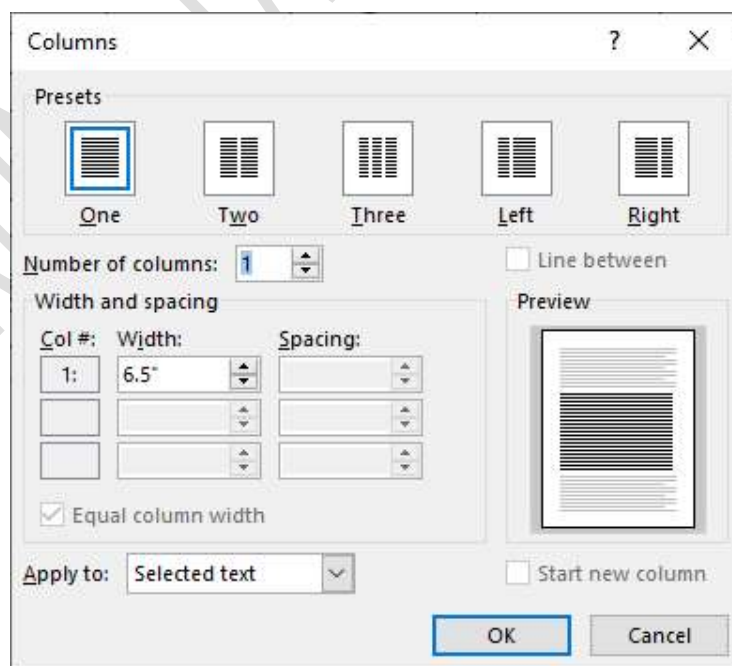 Columns ? X
Presets
One Two Three Left Right
Number of columns: 1 Line between
Width and spacing Preview
Col #: Width: Spacing:
1: 6.5"
Equal column width
Apply to: Selected text Start new column
OK Cancel